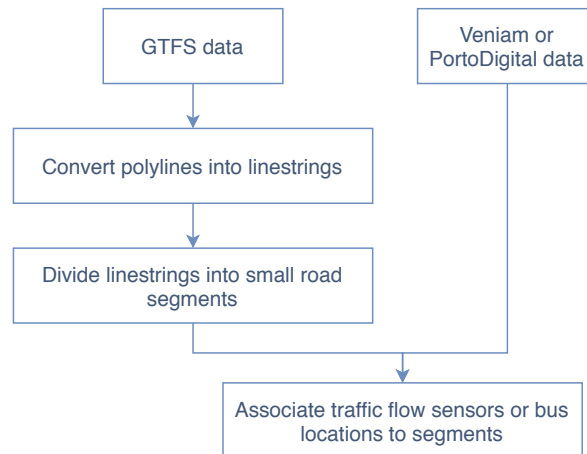 GTFS data
Veniam or
PortoDigital data
Convert polylines into linestrings
Divide linestrings into small road
segments
Associate traffic flow sensors or bus
locations to segments